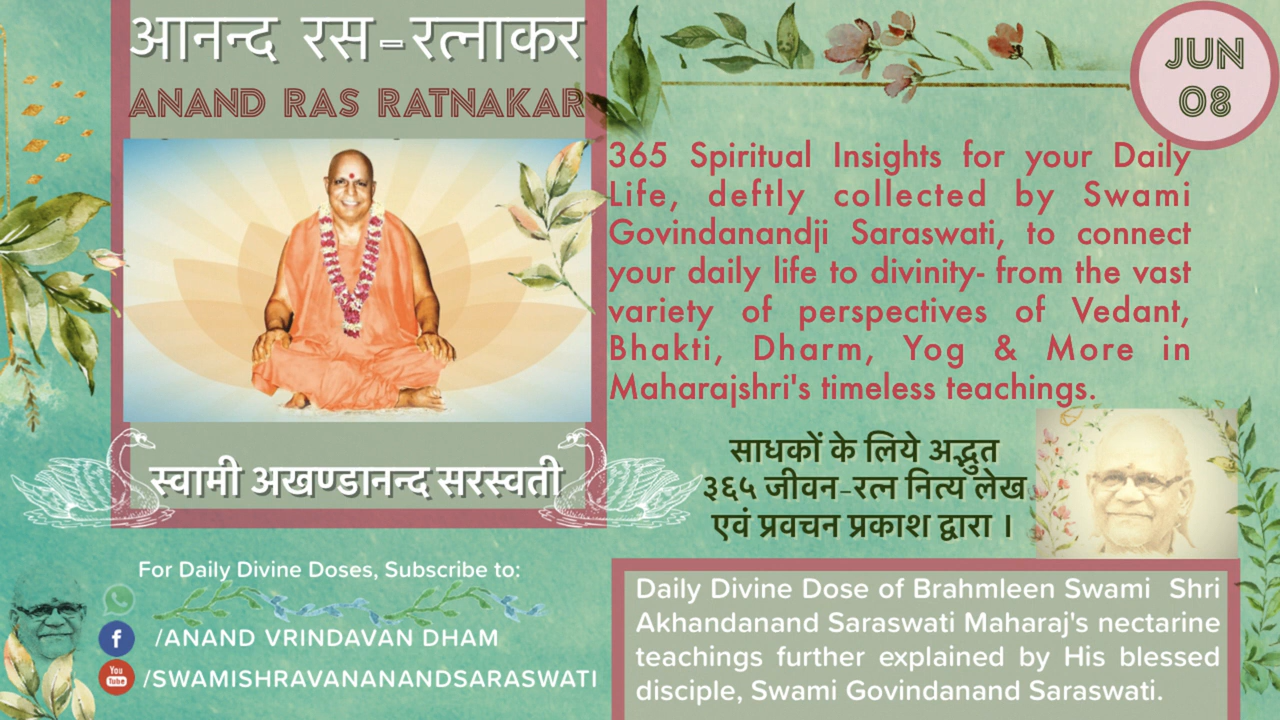 आनन्द रस-रत्नाकर
ANAND RAS RATNAKAR
स्वामी अखण्डानन्द सरस्वती
For Daily Divine Doses, Subscribe to:
f
/ANAND VRINDAVAN DHAM
You
Tube
/SWAMISHRAVANANANDSARASWATI
JUN
08
365 Spiritual Insights for your Daily
Life, deftly collected by Swami
Govindanandji Saraswati, to connect
your daily life to divinity- from the vast
variety of perspectives of Vedant,
Bhakti, Dharm, Yog & More in
Maharajshri's timeless teachings.
साधकों के लिये अद्भुत
३६५ जीवन-रत्न नित्य लेख
एवं प्रवचन प्रकाश द्वारा ।
Daily Divine Dose of Brahmleen Swami Shri
Akhandanand Saraswati Maharaj's nectarine
teachings further explained by His blessed
disciple, Swami Govindanand Saraswati.